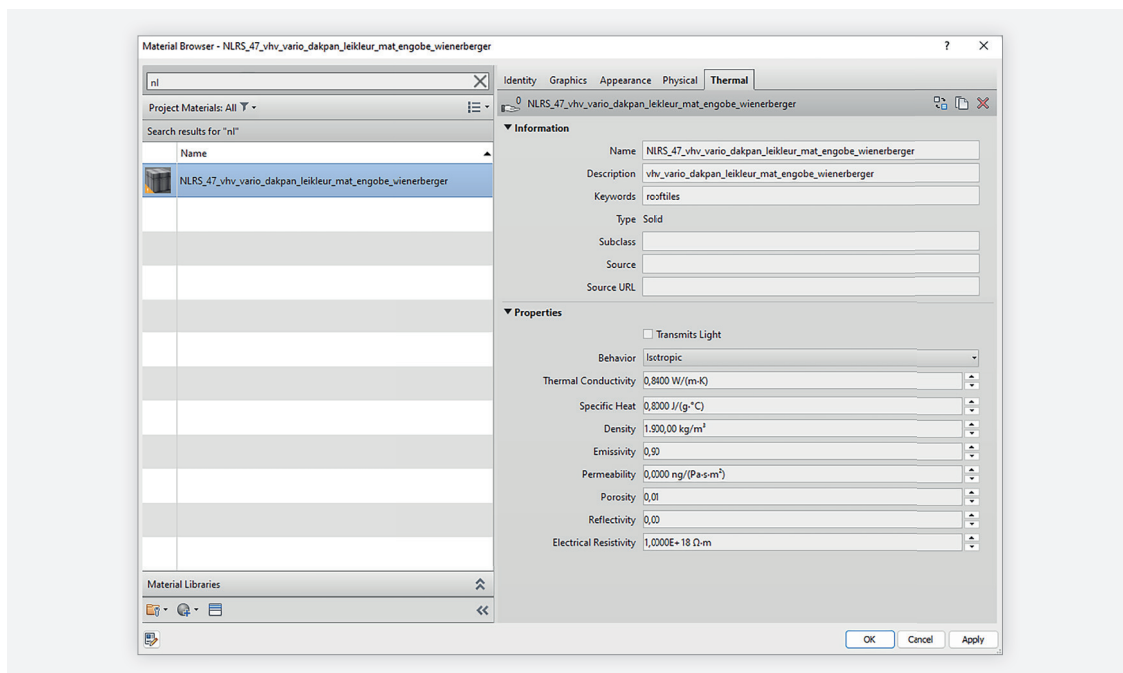 Material Browser - NLRS_47_vhv_vario_dakpan_leikleur_mat_engobe_wienerberger
? X
nl
Project Materials: All
Search results for "nl"
Name
NLRS_47_vhv_vario_dakpan_leikleur_mat_engobe_wienerberger
Material Libraries
Identity Graphics Appearance Physical Thermal
0
NLRS_47_vhv_vario_dakpan_lekleur_mat_engobe_wienerberger
Information
Name NLRS_47_vhv_vario_dakpan_leikleur_mat_engobe_wienerberger
Description vhv_vario_dakpan_leikleur_mat_engobe_wienerberger
Keywords rooftiles
Type Solid
Subclass
Source
Source URL
Properties
Transmits Light
Behavior Isotropic
Thermal Conductivity 0,8400 W/(m·K)
Specific Heat 0,8000 J/(g·°C)
Density 1.900,00 kg/m³
Emissivity 0,90
Permeability 0,0000 ng/(Pa·s·m²)
Porosity 0,01
Reflectivity 0,00
Electrical Resistivity 1,0000E+18 Ω·m
OK Cancel Apply